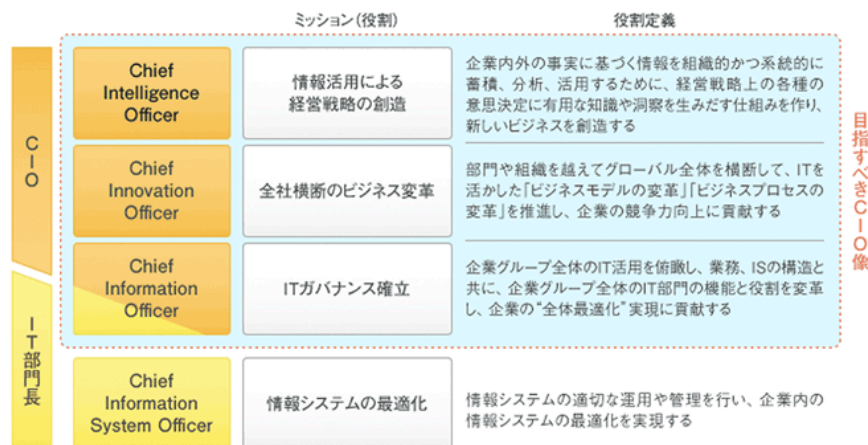 ミッション(役割)
役割定義
CIO
Chief
Intelligence
Officer
情報活用による
経営戦略の創造
企業内外の事実に基づく情報を組織的かつ系統的に
蓄積、分析、活用するために、経営戦略上の各種の
意思決定に有用な知識や洞察を生みだす仕組みを作り、
新しいビジネスを創造する
Chief
Innovation
Officer
全社横断のビジネス変革
部門や組織を越えてグローバル全体を横断して、ITを
活かした「ビジネスモデルの変革」「ビジネスプロセスの
変革」を推進し、企業の競争力向上に貢献する
Chief
Information
Officer
ITガバナンス確立
企業グループ全体のIT活用を俯瞰し、業務、ISの構造と
共に、企業グループ全体のIT部門の機能と役割を変革
し、企業の“全体最適化”実現に貢献する
目指すべきCIO像
IT部門長
Chief
Information
System Officer
情報システムの最適化
情報システムの適切な運用や管理を行い、企業内の
情報システムの最適化を実現する